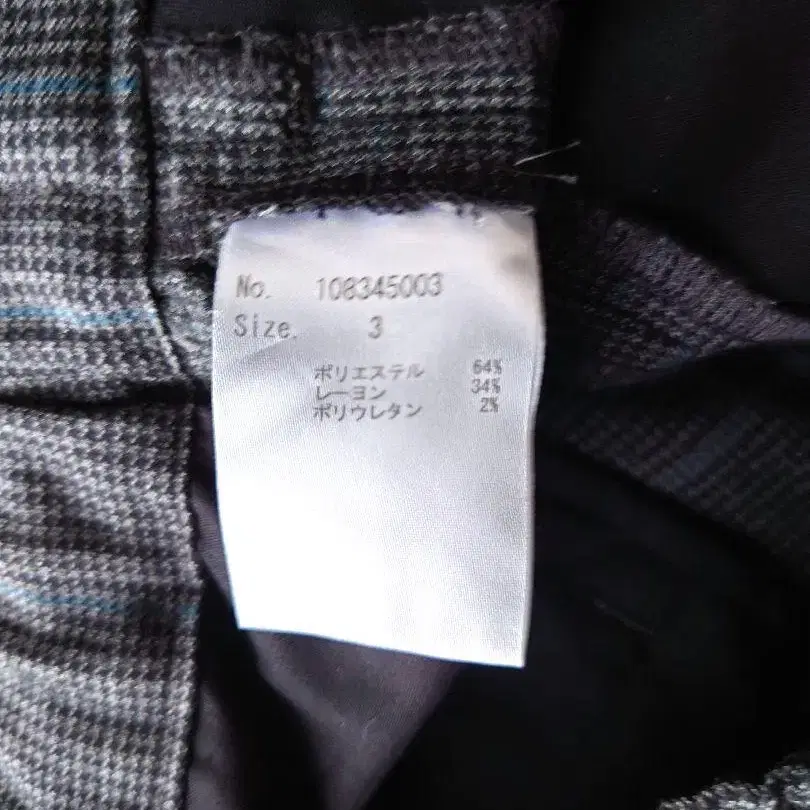 No. 108345003
Size. 3
ポリエステル 64%
レーヨン 34%
ポリウレタン 2%